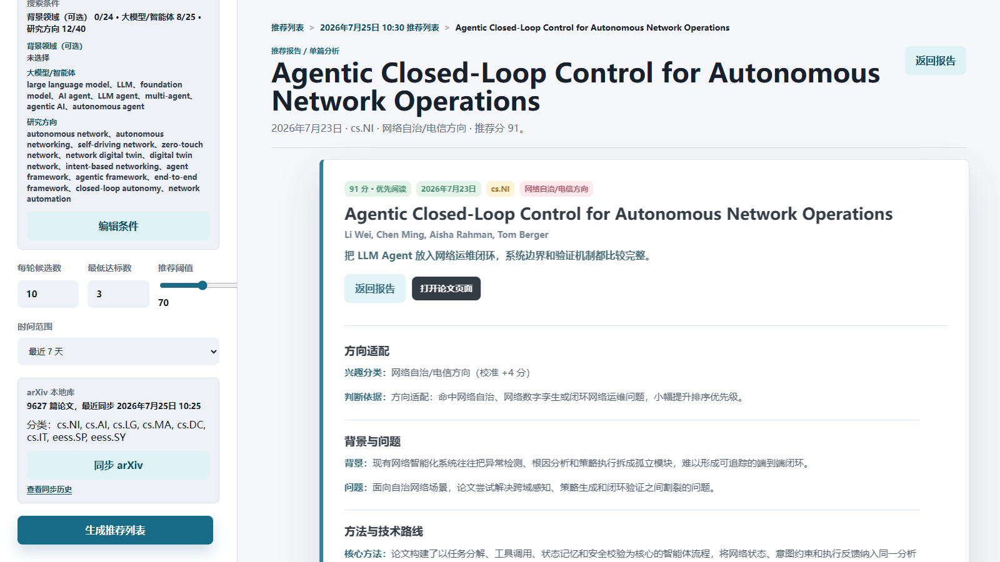 搜索条件
背景领域（可选） 0/24 • 大模型/智能体 8/25 •
研究方向 12/40
背景领域（可选）
未选择
大模型/智能体
large language model、LLM、foundation
model、AI agent、LLM agent、multi-agent、
agentic AI、autonomous agent
研究方向
autonomous network、autonomous
networking、self-driving network、zero-touch
network、network digital twin、digital twin
network、intent-based networking、agent
framework、agentic framework、end-to-end
framework、closed-loop autonomy、network
automation
编辑条件
每轮候选数
最低达标数
推荐阈值
10
3
70
时间范围
最近 7 天
arXiv 本地库
9627 篇论文，最近同步 2026年7月25日 10:25
分类：cs.NI, cs.AI, cs.LG, cs.MA, cs.DC,
cs.IT, eess.SP, eess.SY
同步 arXiv
查看同步历史
生成推荐列表
推荐列表 > 2026年7月25日 10:30 推荐列表 > Agentic Closed-Loop Control for Autonomous Network Operations
推荐报告 / 单篇分析
Agentic Closed-Loop Control for Autonomous
Network Operations
2026年7月23日 · cs.NI · 网络自治/电信方向 · 推荐分 91。
返回报告
91 分 • 优先阅读
2026年7月23日
cs.NI
网络自治/电信方向
Agentic Closed-Loop Control for Autonomous Network Operations
Li Wei, Chen Ming, Aisha Rahman, Tom Berger
把 LLM Agent 放入网络运维闭环，系统边界和验证机制都比较完整。
返回报告
打开论文页面
方向适配
兴趣分类：网络自治/电信方向（校准 +4 分）
判断依据：方向适配：命中网络自治、网络数字孪生或闭环网络运维问题，小幅提升排序优先级。
背景与问题
背景：现有网络智能化系统往往把异常检测、根因分析和策略执行拆成孤立模块，难以形成可追踪的端到端闭环。
问题：面向自治网络场景，论文尝试解决跨域感知、策略生成和闭环验证之间割裂的问题。
方法与技术路线
核心方法：论文构建了以任务分解、工具调用、状态记忆和安全校验为核心的智能体流程，将网络状态、意图约束和执行反馈纳入同一分析